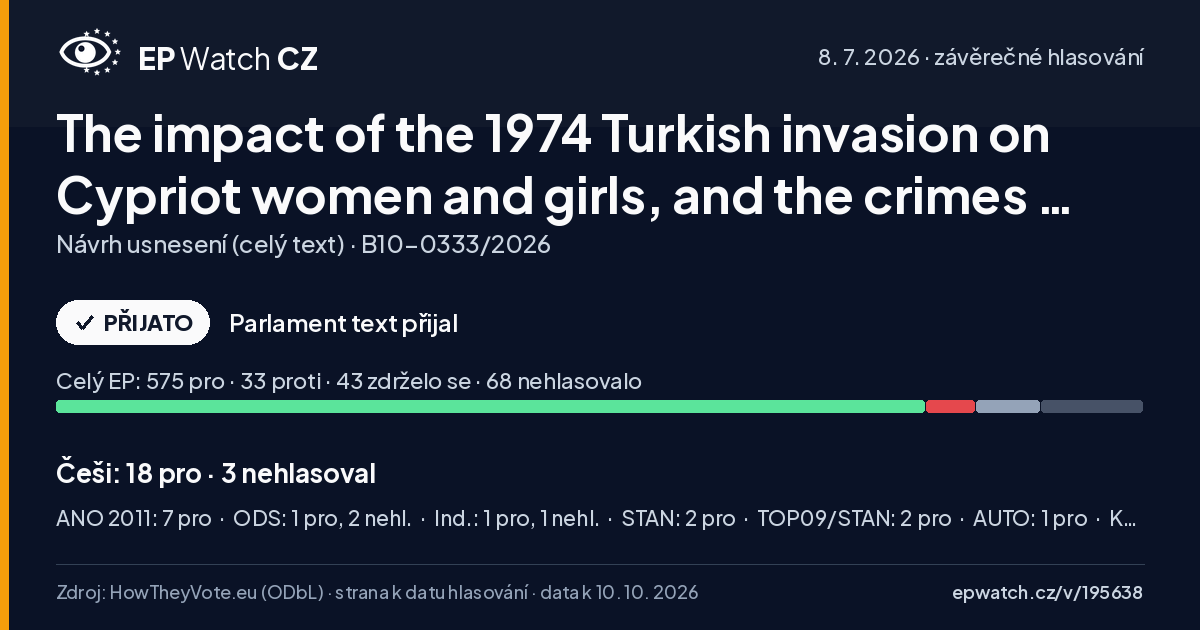 EP Watch CZ
8. 7. 2026 · závěrečné hlasování
The impact of the 1974 Turkish invasion on
Cypriot women and girls, and the crimes …
Návrh usnesení (celý text) · B10-0333/2026
✓ PŘIJATO Parlament text přijal
Celý EP: 575 pro · 33 proti · 43 zdrželo se · 68 nehlasovalo
Češi: 18 pro · 3 nehlasoval
ANO 2011: 7 pro · ODS: 1 pro, 2 nehl. · Ind.: 1 pro, 1 nehl. · STAN: 2 pro · TOP09/STAN: 2 pro · AUTO: 1 pro · K…
Zdroj: HowTheyVote.eu (ODbL) · strana k datu hlasování · data k 10. 10. 2026
epwatch.cz/v/195638